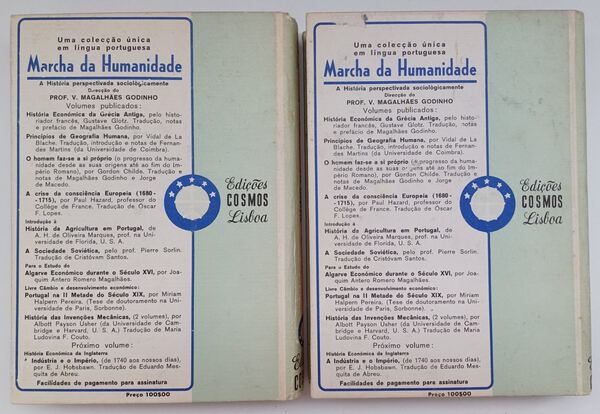 Uma colecção única
em língua portuguesa
Marcha da Humanidade
A História perspectivada sociològicamente
Direcção do
PROF. V. MAGALHÃES GODINHO
Volumes publicados:
História Económica da Grécia Antiga, pelo histo-
riador francês, Gustave Glotz. Tradução, notas
e prefácio de Magalhães Godinho.
Princípios de Geografia Humana, por Vidal de La
Blache. Tradução, introdução e notas de Fernan-
des Martins (da Universidade de Coimbra).
O homem faz-se a si próprio (o progresso da huma-
nidade desde as suas origens até ao fim do Im-
pério Romano), por Gordon Childe. Tradução e
notas de Magalhães Godinho e Jorge
de Macedo.
A crise da consciência Europeia (1680-
-1715), por Paul Hazard, professor do
Collège de France. Tradução de Óscar
F. Lopes.
Introdução à
História da Agricultura em Portugal, de
A. H. de Oliveira Marques, prof. na uni-
versidade de Florida, U. S. A.
A Sociedade Soviética, pelo prof. Pierre Sorlin.
Tradução de Cristóvam Santos.
Para o Estudo do
Algarve Económico durante o Século XVI, por Joa-
quim Antero Romero Magalhães.
Livre Câmbio e desenvolvimento económico:
Portugal na II Metade do Século XIX, por Miriam
Halpern Pereira, (Tese de doutoramento na Uni-
versidade de Paris, Sorbonne).
História das Invenções Mecânicas, (2 volumes), por
Albott Payson Usher (da Universidade de Cam-
bridge e Harvard, U. S. A.) Tradução de Maria
Ludovina F. Couto.
Próximo volume:
História Económica da Inglaterra
A Indústria e o Império, (de 1740 aos nossos dias),
por E. J. Hobsbawn. Tradução de Eduardo Mes-
quita de Abreu.
Facilidades de pagamento para assinatura
Preço 100$00
Edições
COSMOS
Lisboa
Uma colecção única
em língua portuguesa
Marcha da Humanidade
A História perspectivada sociològicamente
Direcção do
PROF. V. MAGALHÃES GODINHO
Volumes publicados:
História Económica da Grécia Antiga, pelo histo-
riador francês, Gustave Glotz. Tradução, notas
e prefácio de Magalhães Godinho.
Princípios de Geografia Humana, por Vidal de La
Blache. Tradução, introdução e notas de Fernan-
des Martins (da Universidade de Coimbra).
O homem faz-se a si próprio (o progresso da huma-
nidade desde as suas origens até ao fim do Im-
pério Romano), por Gordon Childe. Tradução e
notas de Magalhães Godinho e Jorge
de Macedo.
A crise da consciência Europeia (1680-
-1715), por Paul Hazard, professor do
Collège de France. Tradução de Óscar
F. Lopes.
Introdução à
História da Agricultura em Portugal, de
A. H. de Oliveira Marques, prof. na uni-
versidade de Florida, U. S. A.
A Sociedade Soviética, pelo prof. Pierre Sorlin.
Tradução de Cristóvam Santos.
Para o Estudo do
Algarve Económico durante o Século XVI, por Joa-
quim Antero Romero Magalhães.
Livre Câmbio e desenvolvimento económico:
Portugal na II Metade do Século XIX, por Miriam
Halpern Pereira, (Tese de doutoramento na Uni-
versidade de Paris, Sorbonne).
História das Invenções Mecânicas, (2 volumes), por
Albott Payson Usher (da Universidade de Cam-
bridge e Harvard, U. S. A.) Tradução de Maria
Ludovina F. Couto.
Próximo volume:
História Económica da Inglaterra
A Indústria e o Império, (de 1740 aos nossos dias),
por E. J. Hobsbawn. Tradução de Eduardo Mes-
quita de Abreu.
Facilidades de pagamento para assinatura
Preço 100$00
Edições
COSMOS
Lisboa